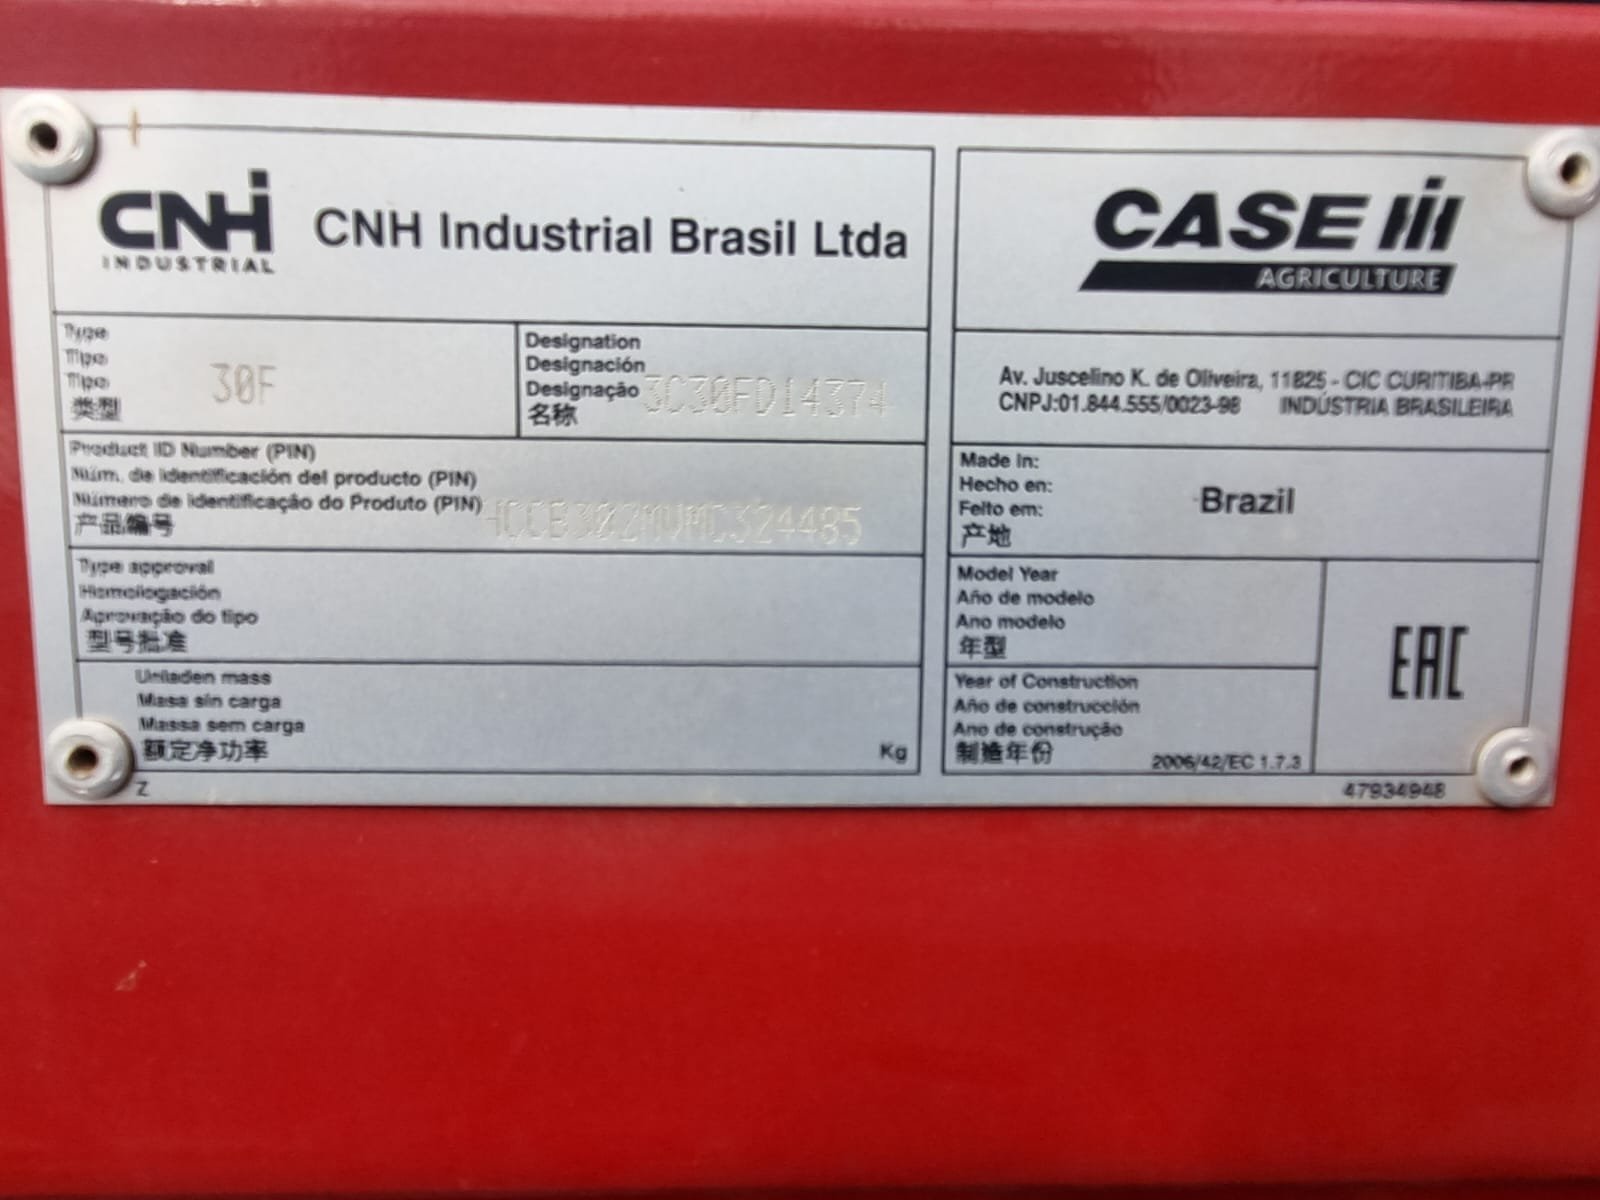 CNH INDUSTRIAL
CNH Industrial Brasil Ltda
Type
Tipo
Tipo
类型
30F
Designation
Designación
Designação
名称
3C30FD14374
Product ID Number (PIN)
Núm. de identificación del producto (PIN)
Número de identificação do Produto (PIN)
产品编号
HCCB302MVMC324485
Type approval
Homologación
Aprovação do tipo
型号批准
Unladen mass
Masa sin carga
Massa sem carga
额定净功率
Kg
Z
CASE IH
AGRICULTURE
Av. Juscelino K. de Oliveira, 11825 - CIC CURITIBA-PR
CNPJ:01.844.555/0023-98 INDÚSTRIA BRASILEIRA
Made in:
Hecho en:
Feito em:
产地
Brazil
Model Year
Año de modelo
Ano modelo
年型
Year of Construction
Año de construcción
Ano de construção
制造年份
2006/42/EC 1.7.3
EAC
47934948